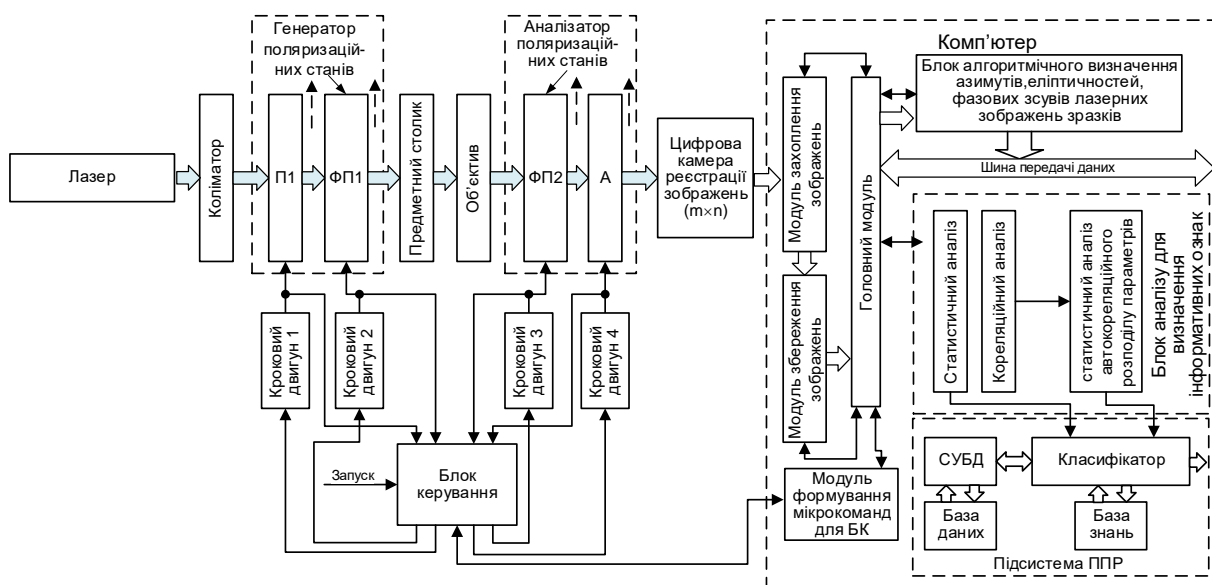 Генератор
поляризацій-
них станів
Аналізатор
поляризацій-
них станів
Комп’ютер
Блок алгоритмічного визначення
азимутів,еліптичностей,
фазових зсувів лазерних
зображень зразків
Лазер
Коліматор
П1
ФП1
Предметний столик
Об’єктив
ФП2
А
Цифрова
камера
реєстрації
зображень
(m×n)
Модуль захоплення
зображень
Головний модуль
Шина передачі даних
Модуль збереження
зображень
Статистичний аналіз
Кореляційний аналіз
статистичний аналіз
автокореляційного
розподілу параметрів
Блок аналізу для
визначення
інформативних ознак
Кроковий
двигун 1
Кроковий
двигун 2
Кроковий
двигун 3
Кроковий
двигун 4
Запуск
Блок
керування
Модуль
формування
мікрокоманд
для БК
СУБД
Класифікатор
База
даних
База
знань
Підсистема ППР